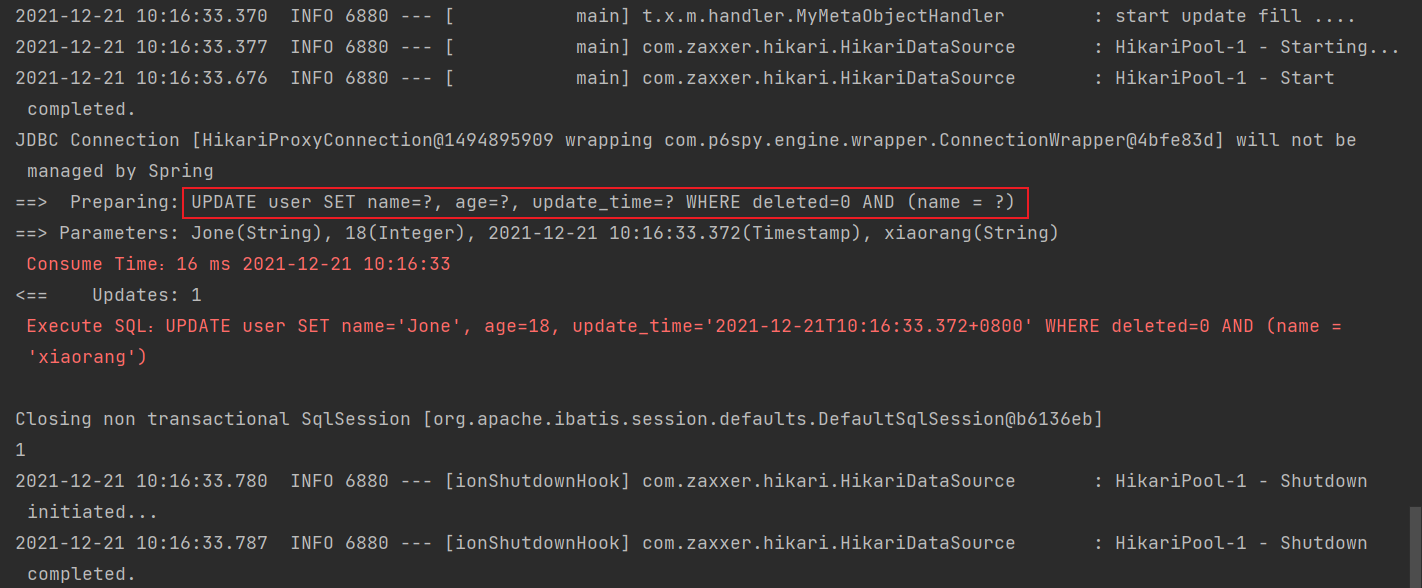 2021-12-21 10:16:33.370  INFO 6880 --- [           main] t.x.m.handler.MyMetaObjectHandler        : start update fill ....
2021-12-21 10:16:33.377  INFO 6880 --- [           main] com.zaxxer.hikari.HikariDataSource       : HikariPool-1 - Starting...
2021-12-21 10:16:33.676  INFO 6880 --- [           main] com.zaxxer.hikari.HikariDataSource       : HikariPool-1 - Start
completed.
JDBC Connection [HikariProxyConnection@1494895909 wrapping com.p6spy.engine.wrapper.ConnectionWrapper@4bfe83d] will not be
managed by Spring
==>  Preparing: UPDATE user SET name=?, age=?, update_time=? WHERE deleted=0 AND (name = ?)
==> Parameters: Jone(String), 18(Integer), 2021-12-21 10:16:33.372(Timestamp), xiaorang(String)
Consume Time：16 ms 2021-12-21 10:16:33
<==    Updates: 1
Execute SQL：UPDATE user SET name='Jone', age=18, update_time='2021-12-21T10:16:33.372+0800' WHERE deleted=0 AND (name =
'xiaorang')
Closing non transactional SqlSession [org.apache.ibatis.session.defaults.DefaultSqlSession@b6136eb]
1
2021-12-21 10:16:33.780  INFO 6880 --- [ionShutdownHook] com.zaxxer.hikari.HikariDataSource       : HikariPool-1 - Shutdown
initiated...
2021-12-21 10:16:33.787  INFO 6880 --- [ionShutdownHook] com.zaxxer.hikari.HikariDataSource       : HikariPool-1 - Shutdown
completed.